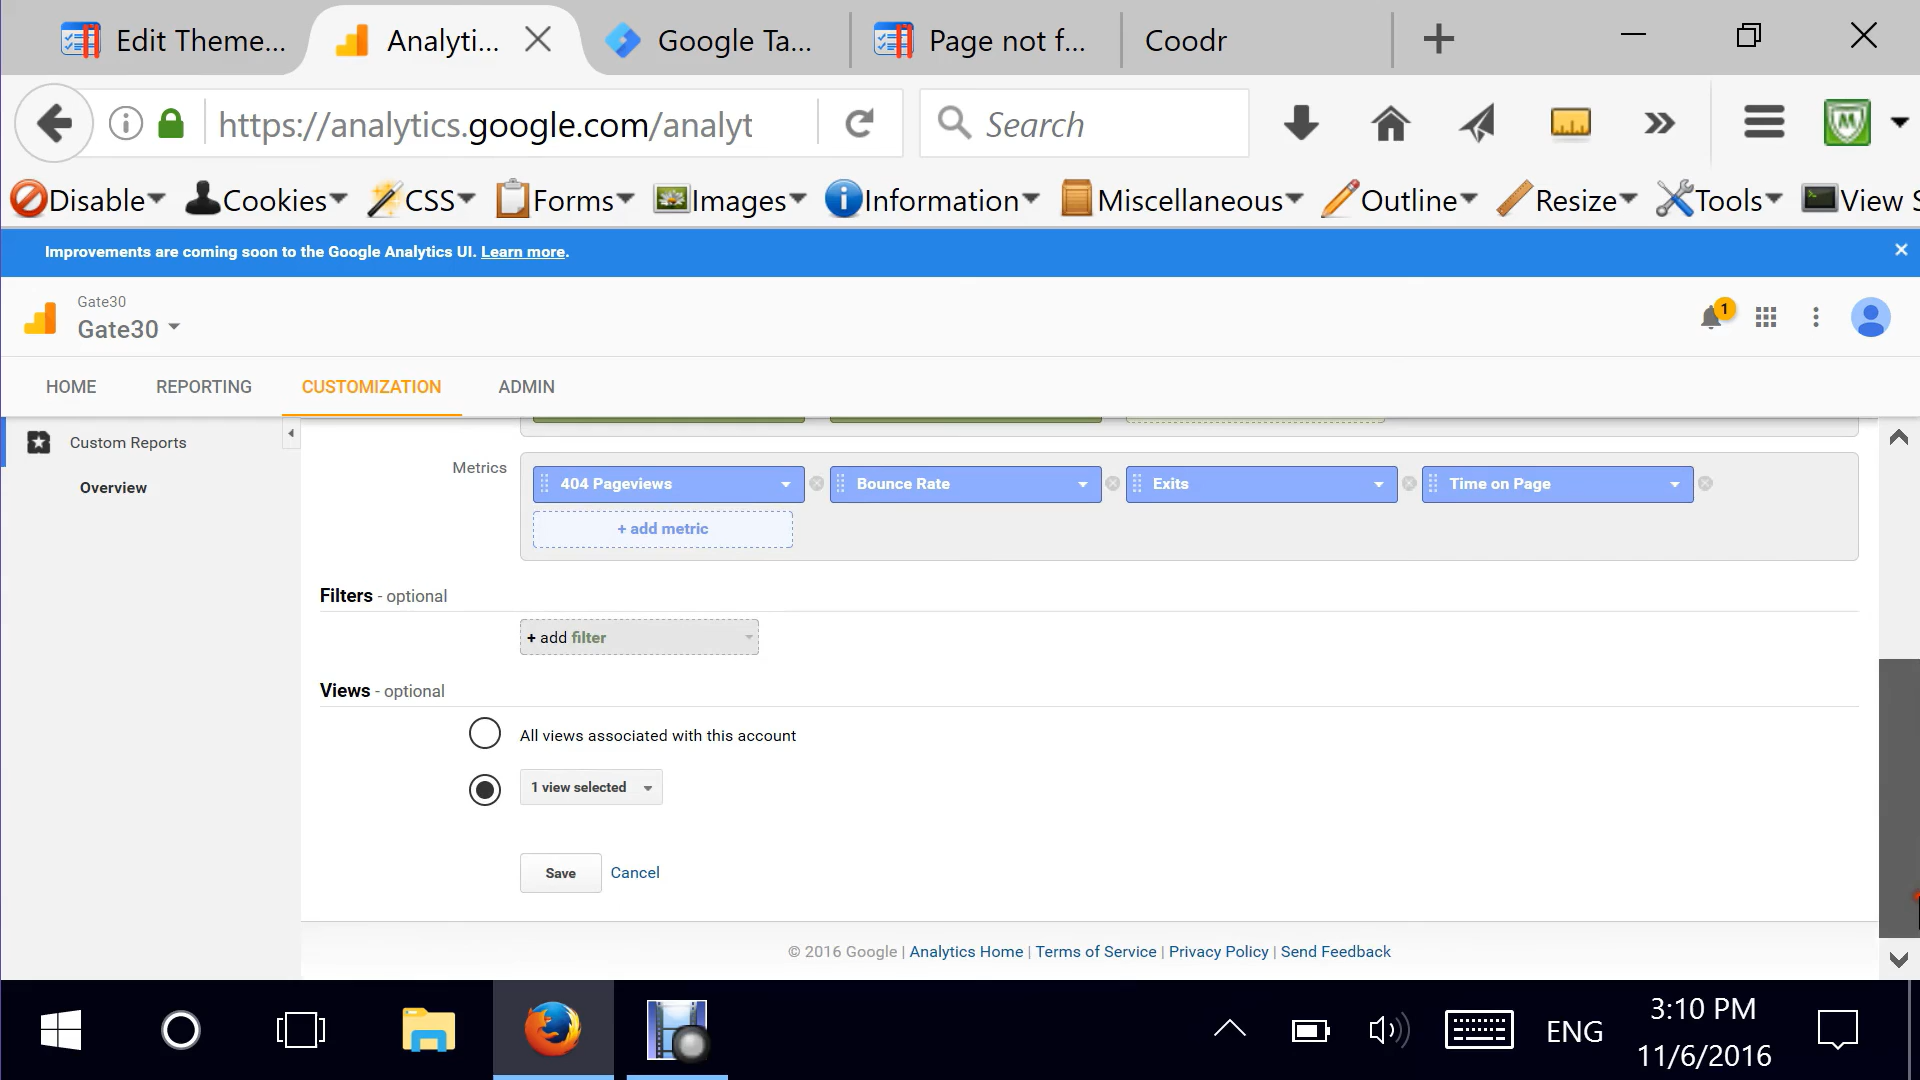 Edit Theme...
Analyti...
Google Ta...
Page not f...
Coodr
https://analytics.google.com/analyt
Search
Disable
Cookies
CSS
Forms
Images
Information
Miscellaneous
Outline
Resize
Tools
View S
Improvements are coming soon to the Google Analytics UI. Learn more.
Gate30
Gate30
1
HOME
REPORTING
CUSTOMIZATION
ADMIN
Custom Reports
Overview
Metrics
404 Pageviews
Bounce Rate
Exits
Time on Page
+ add metric
Filters - optional
+ add filter
Views - optional
All views associated with this account
1 view selected
Save
Cancel
© 2016 Google | Analytics Home | Terms of Service | Privacy Policy | Send Feedback
ENG
3:10 PM
11/6/2016